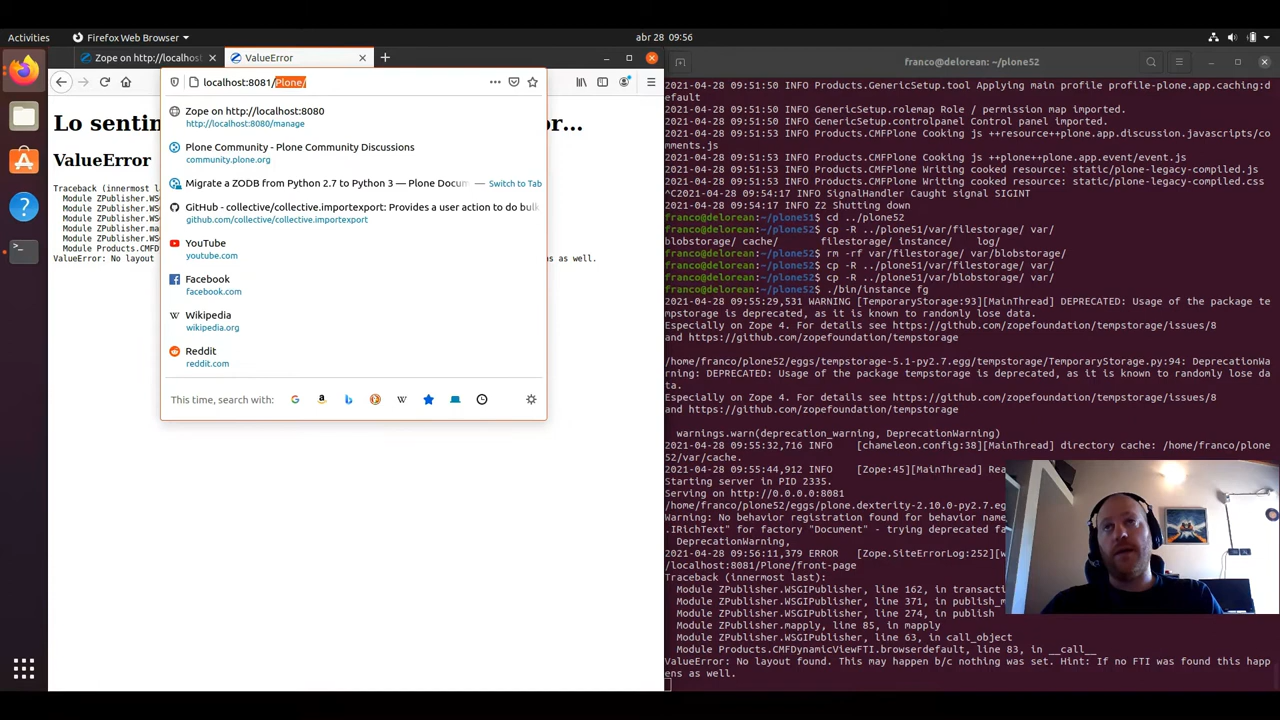 Activities
Firefox Web Browser
abr 28 09:56
Zope on http://localhost
ValueError
franco@delorean: ~/plone52
localhost:8081/Plone/
Lo sentim
or...
ValueError
Traceback (innermost las
Module ZPublisher.WSG
Module ZPublisher.WSG
Module ZPublisher.map
Module ZPublisher.WSG
Module Products.CMFD
ValueError: No layout
ens as well.
Zope on http://localhost:8080
http://localhost:8080/manage
Plone Community - Plone Community Discussions
community.plone.org
Migrate a ZODB from Python 2.7 to Python 3 — Plone Docum
Switch to Tab
GitHub - collective/collective.importexport: Provides a user action to do bulk
github.com/collective/collective.importexport
YouTube
youtube.com
Facebook
facebook.com
Wikipedia
wikipedia.org
Reddit
reddit.com
This time, search with:
2021-04-28 09:51:50 INFO GenericSetup.tool Applying main profile profile-plone.app.caching:d
efault
2021-04-28 09:51:50 INFO GenericSetup.rolemap Role / permission map imported.
2021-04-28 09:51:50 INFO GenericSetup.controlpanel Control panel imported.
2021-04-28 09:51:53 INFO Products.CMFPlone Cooking js ++resource++plone.app.discussion.javascripts/co
mments.js
2021-04-28 09:51:53 INFO Products.CMFPlone Cooking js ++plone++plone.app.event/event.js
2021-04-28 09:51:53 INFO Products.CMFPlone Writing cooked resource: static/plone-legacy-compiled.js
2021-04-28 09:51:53 INFO Products.CMFPlone Writing cooked resource: static/plone-legacy-compiled.css
^C2021-04-28 09:54:17 INFO SignalHandler Caught signal SIGINT
2021-04-28 09:54:17 INFO Z2 Shutting down
franco@delorean:~/plone51$ cd ../plone52
franco@delorean:~/plone52$ cp -R ../plone51/var/filestorage/ var/
blobstorage/ cache/ filestorage/ instance/ log/
franco@delorean:~/plone52$ rm -rf var/filestorage/ var/blobstorage/
franco@delorean:~/plone52$ cp -R ../plone51/var/filestorage/ var/
franco@delorean:~/plone52$ cp -R ../plone51/var/blobstorage/ var/
franco@delorean:~/plone52$ ./bin/instance fg
2021-04-28 09:55:29,531 WARNING [TemporaryStorage:93][MainThread] DEPRECATED: Usage of the package te
mpstorage is deprecated, as it is known to randomly lose data.
Especially on Zope 4. For details see https://github.com/zopefoundation/tempstorage/issues/8
and https://github.com/zopefoundation/tempstorage
/home/franco/plone52/eggs/tempstorage-5.1-py2.7.egg/tempstorage/TemporaryStorage.py:94: DeprecationWa
rning: DEPRECATED: Usage of the package tempstorage is deprecated, as it is known to randomly lose da
ta.
Especially on Zope 4. For details see https://github.com/zopefoundation/tempstorage/issues/8
and https://github.com/zopefoundation/tempstorage
warnings.warn(deprecation_warning, DeprecationWarning)
2021-04-28 09:55:32,716 INFO [chameleon.config:38][MainThread] directory cache: /home/franco/plone
52/var/cache.
2021-04-28 09:55:44,912 INFO [Zope:45][MainThread] Rea
Starting server in PID 2335.
Serving on http://0.0.0.0:8081
/home/franco/plone52/eggs/plone.dexterity-2.10.0-py2.7.eg
Warning: No behavior registration found for behavior name
.IRichText" for factory "Document" - trying deprecated fa
DeprecationWarning,
2021-04-28 09:56:11,379 ERROR [Zope.SiteErrorLog:252][w
/localhost:8081/Plone/front-page
Traceback (innermost last):
Module ZPublisher.WSGIPublisher, line 162, in transacti
Module ZPublisher.WSGIPublisher, line 371, in publish_m
Module ZPublisher.WSGIPublisher, line 274, in publish
Module ZPublisher.mapply, line 85, in mapply
Module ZPublisher.WSGIPublisher, line 63, in call_object
Module Products.CMFDynamicViewFTI.browserdefault, line 83, in __call__
ValueError: No layout found. This may happen b/c nothing was set. Hint: If no FTI was found this happ
ens as well.